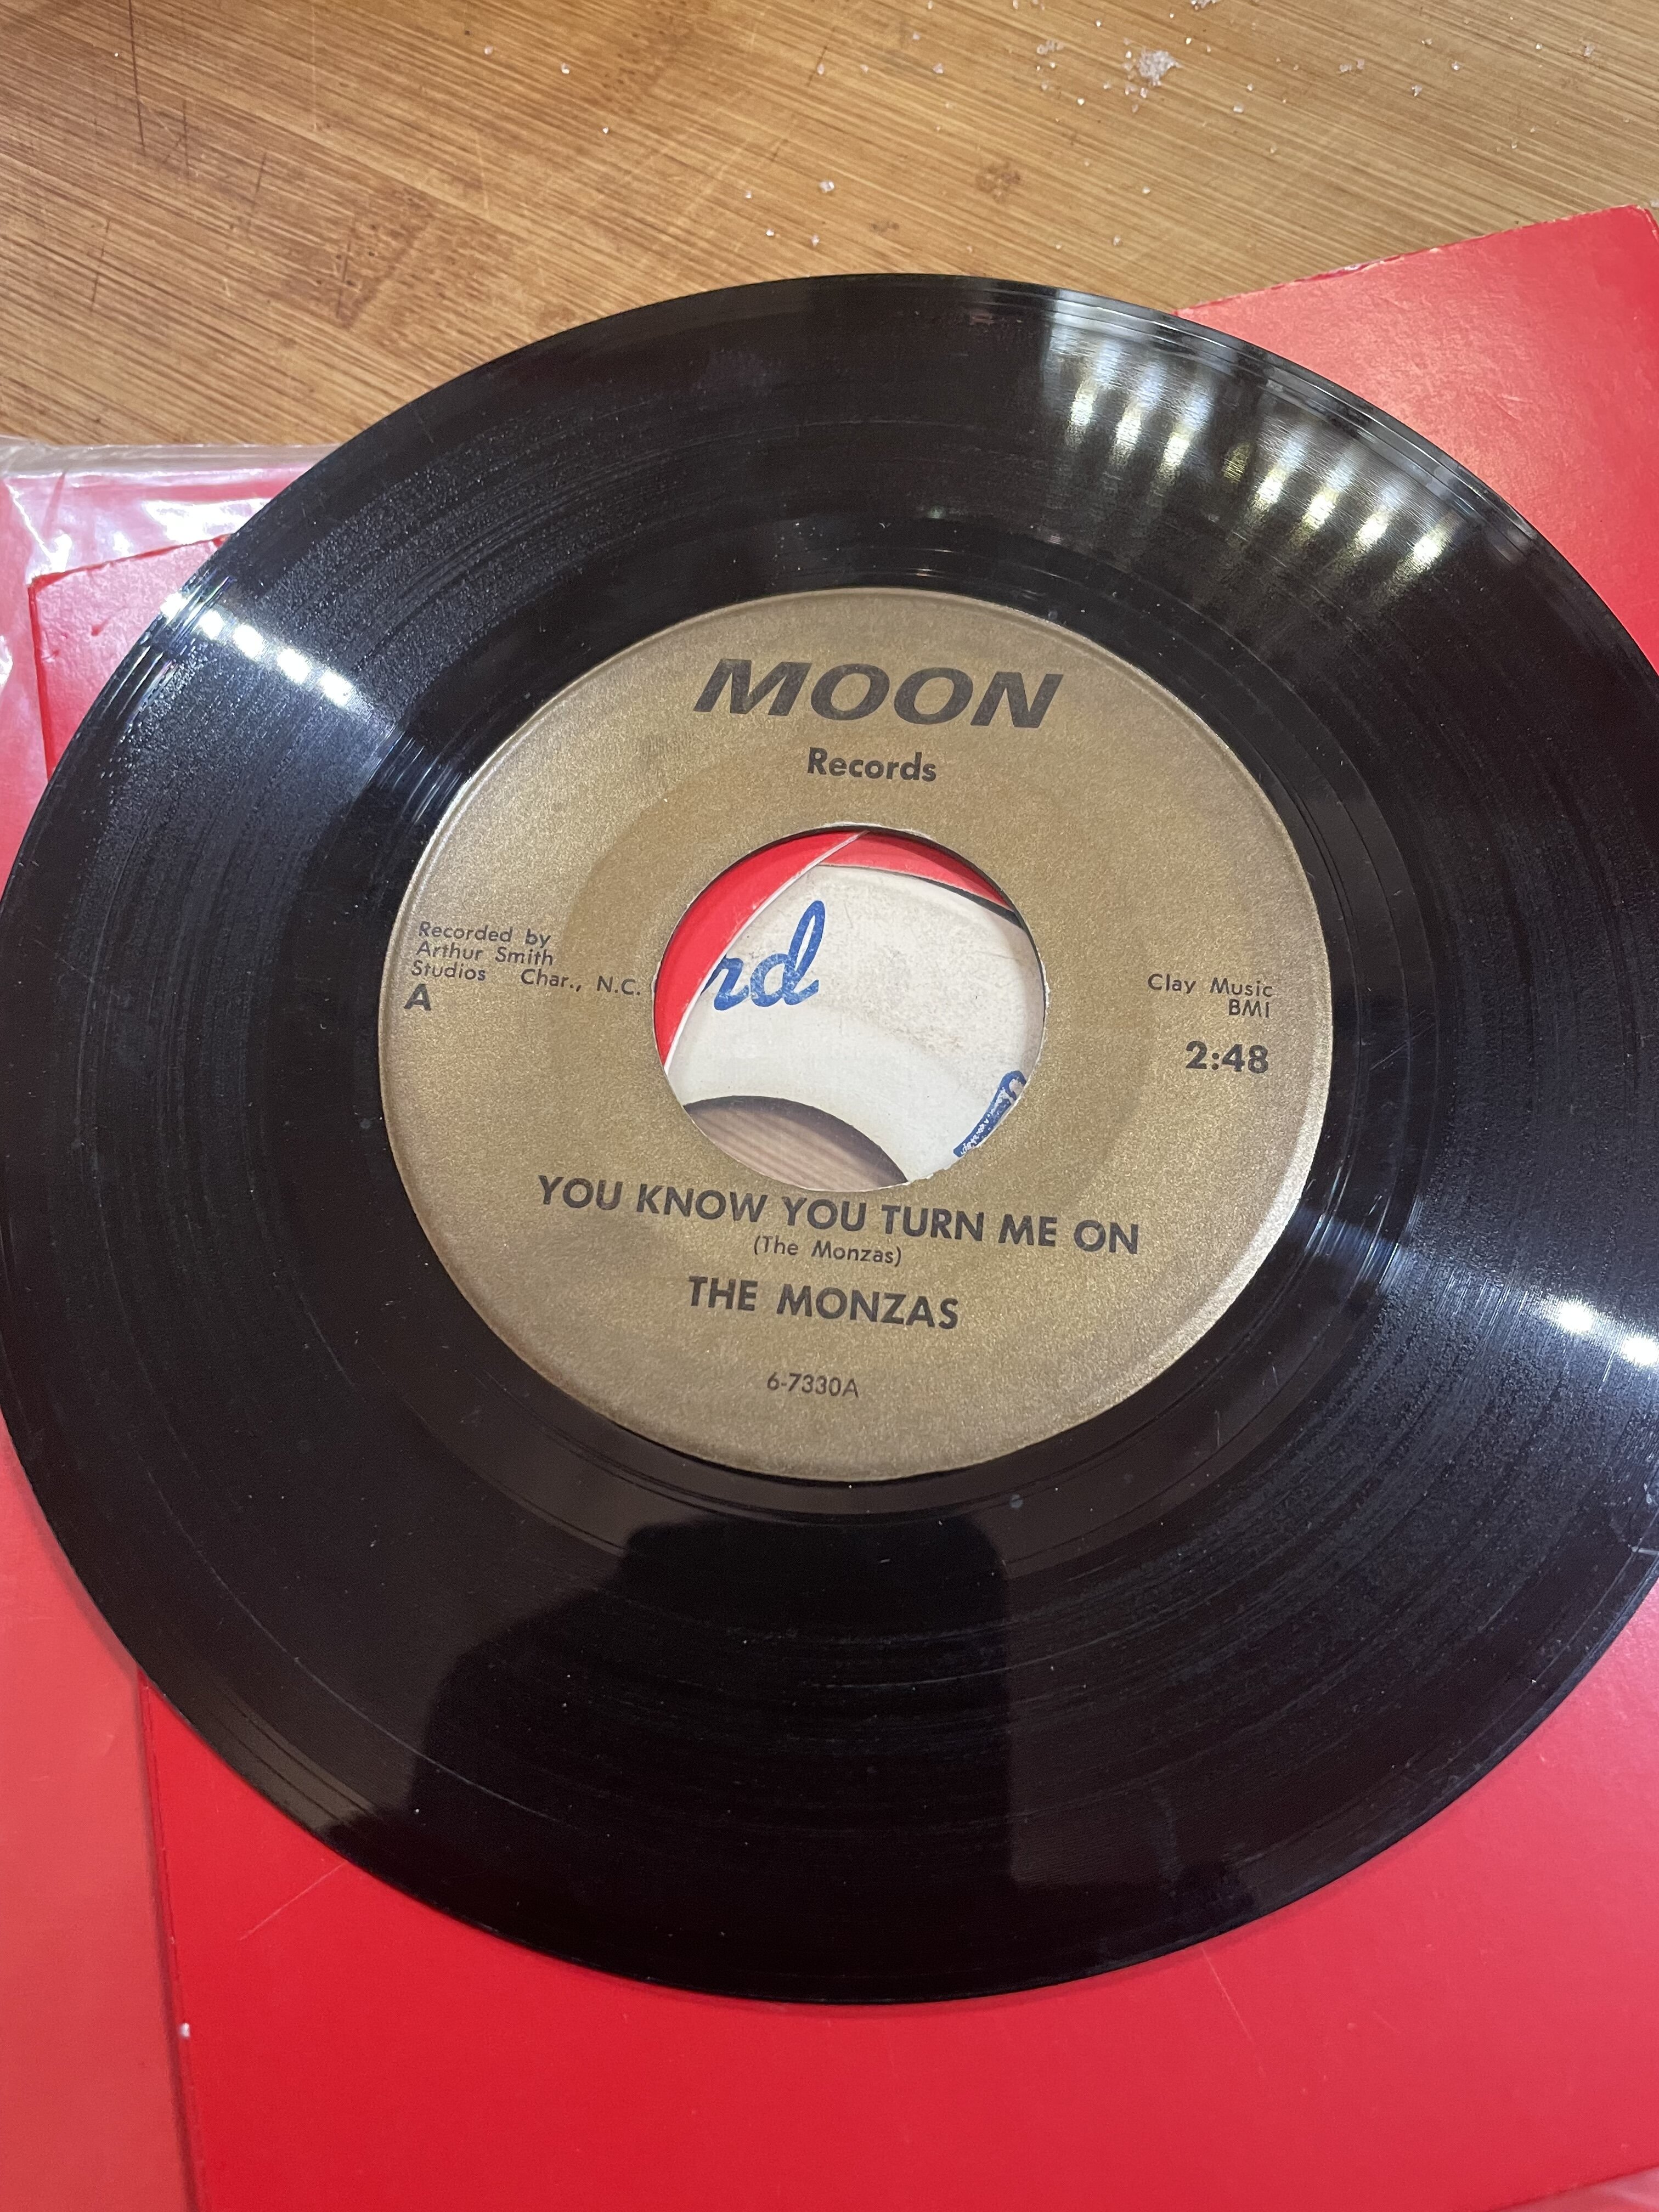 MOON
Records
Recorded by
Arthur Smith
Studios Char., N.C.
A
Clay Music
BMI
2:48
rd
YOU KNOW YOU TURN ME ON
(The Monzas)
THE MONZAS
6-7330A